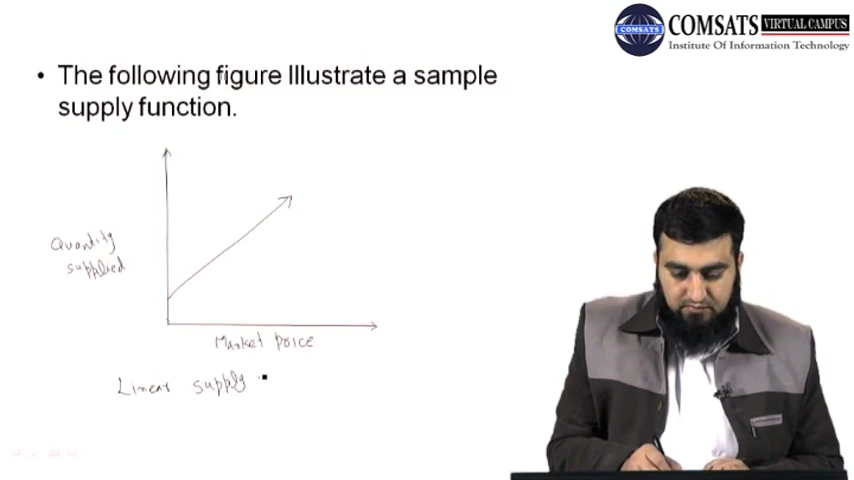 COMSATS VIRTUAL CAMPUS
COMSATS
Institute Of Information Technology
• The following figure Illustrate a sample
supply function.
Quantity
supplied
Market price
Linear supply